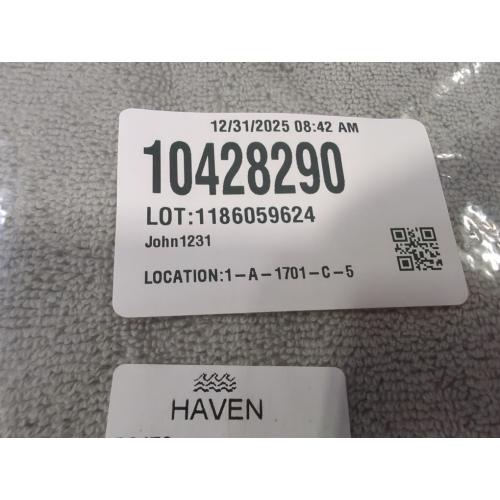 12/31/2025 08:42 AM
10428290
LOT:1186059624
John1231
LOCATION:1-A-1701-C-5
HAVEN